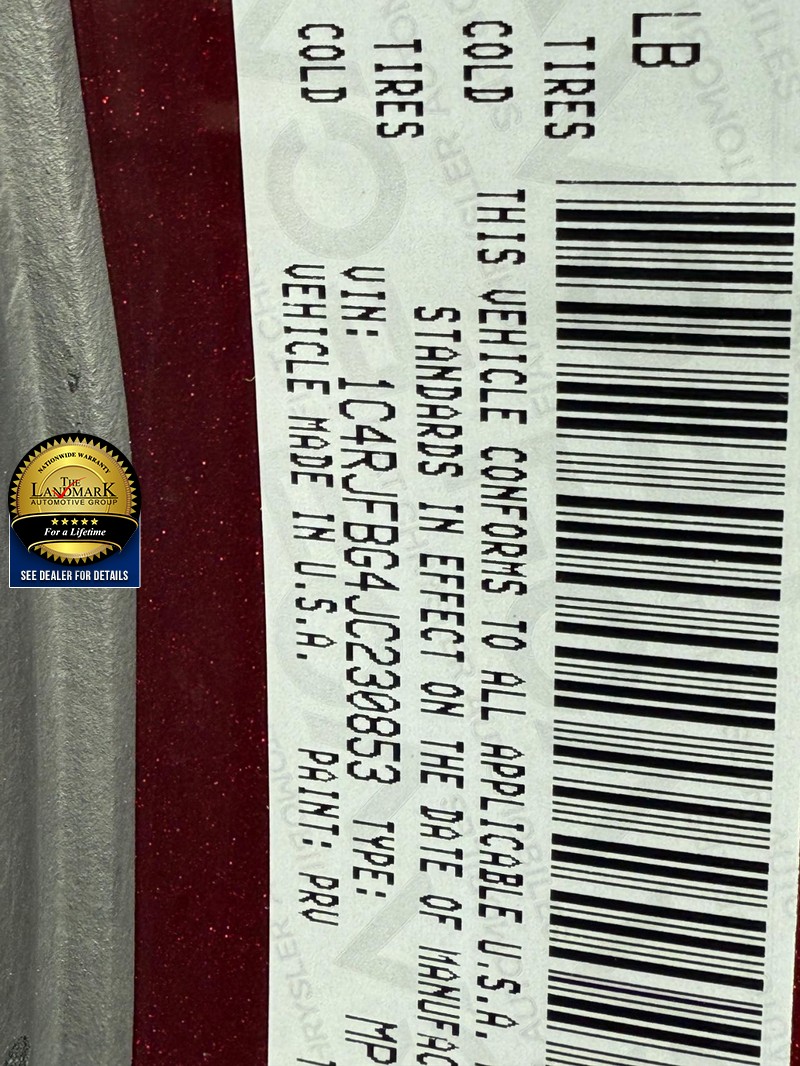 LB
TIRES
COLD
TIRES
COLD
THIS VEHICLE CONFORMS TO ALL APPLICABLE U.S.A.
STANDARDS IN EFFECT ON THE DATE OF MANUFAC
VIN: 1C4RJFBG4JC230853 TYPE: MP
VEHICLE MADE IN U.S.A. PAINT: PRV
NATIONWIDE WARRANTY
THE
LANDMARK
AUTOMOTIVE GROUP
For a Lifetime
SEE DEALER FOR DETAILS